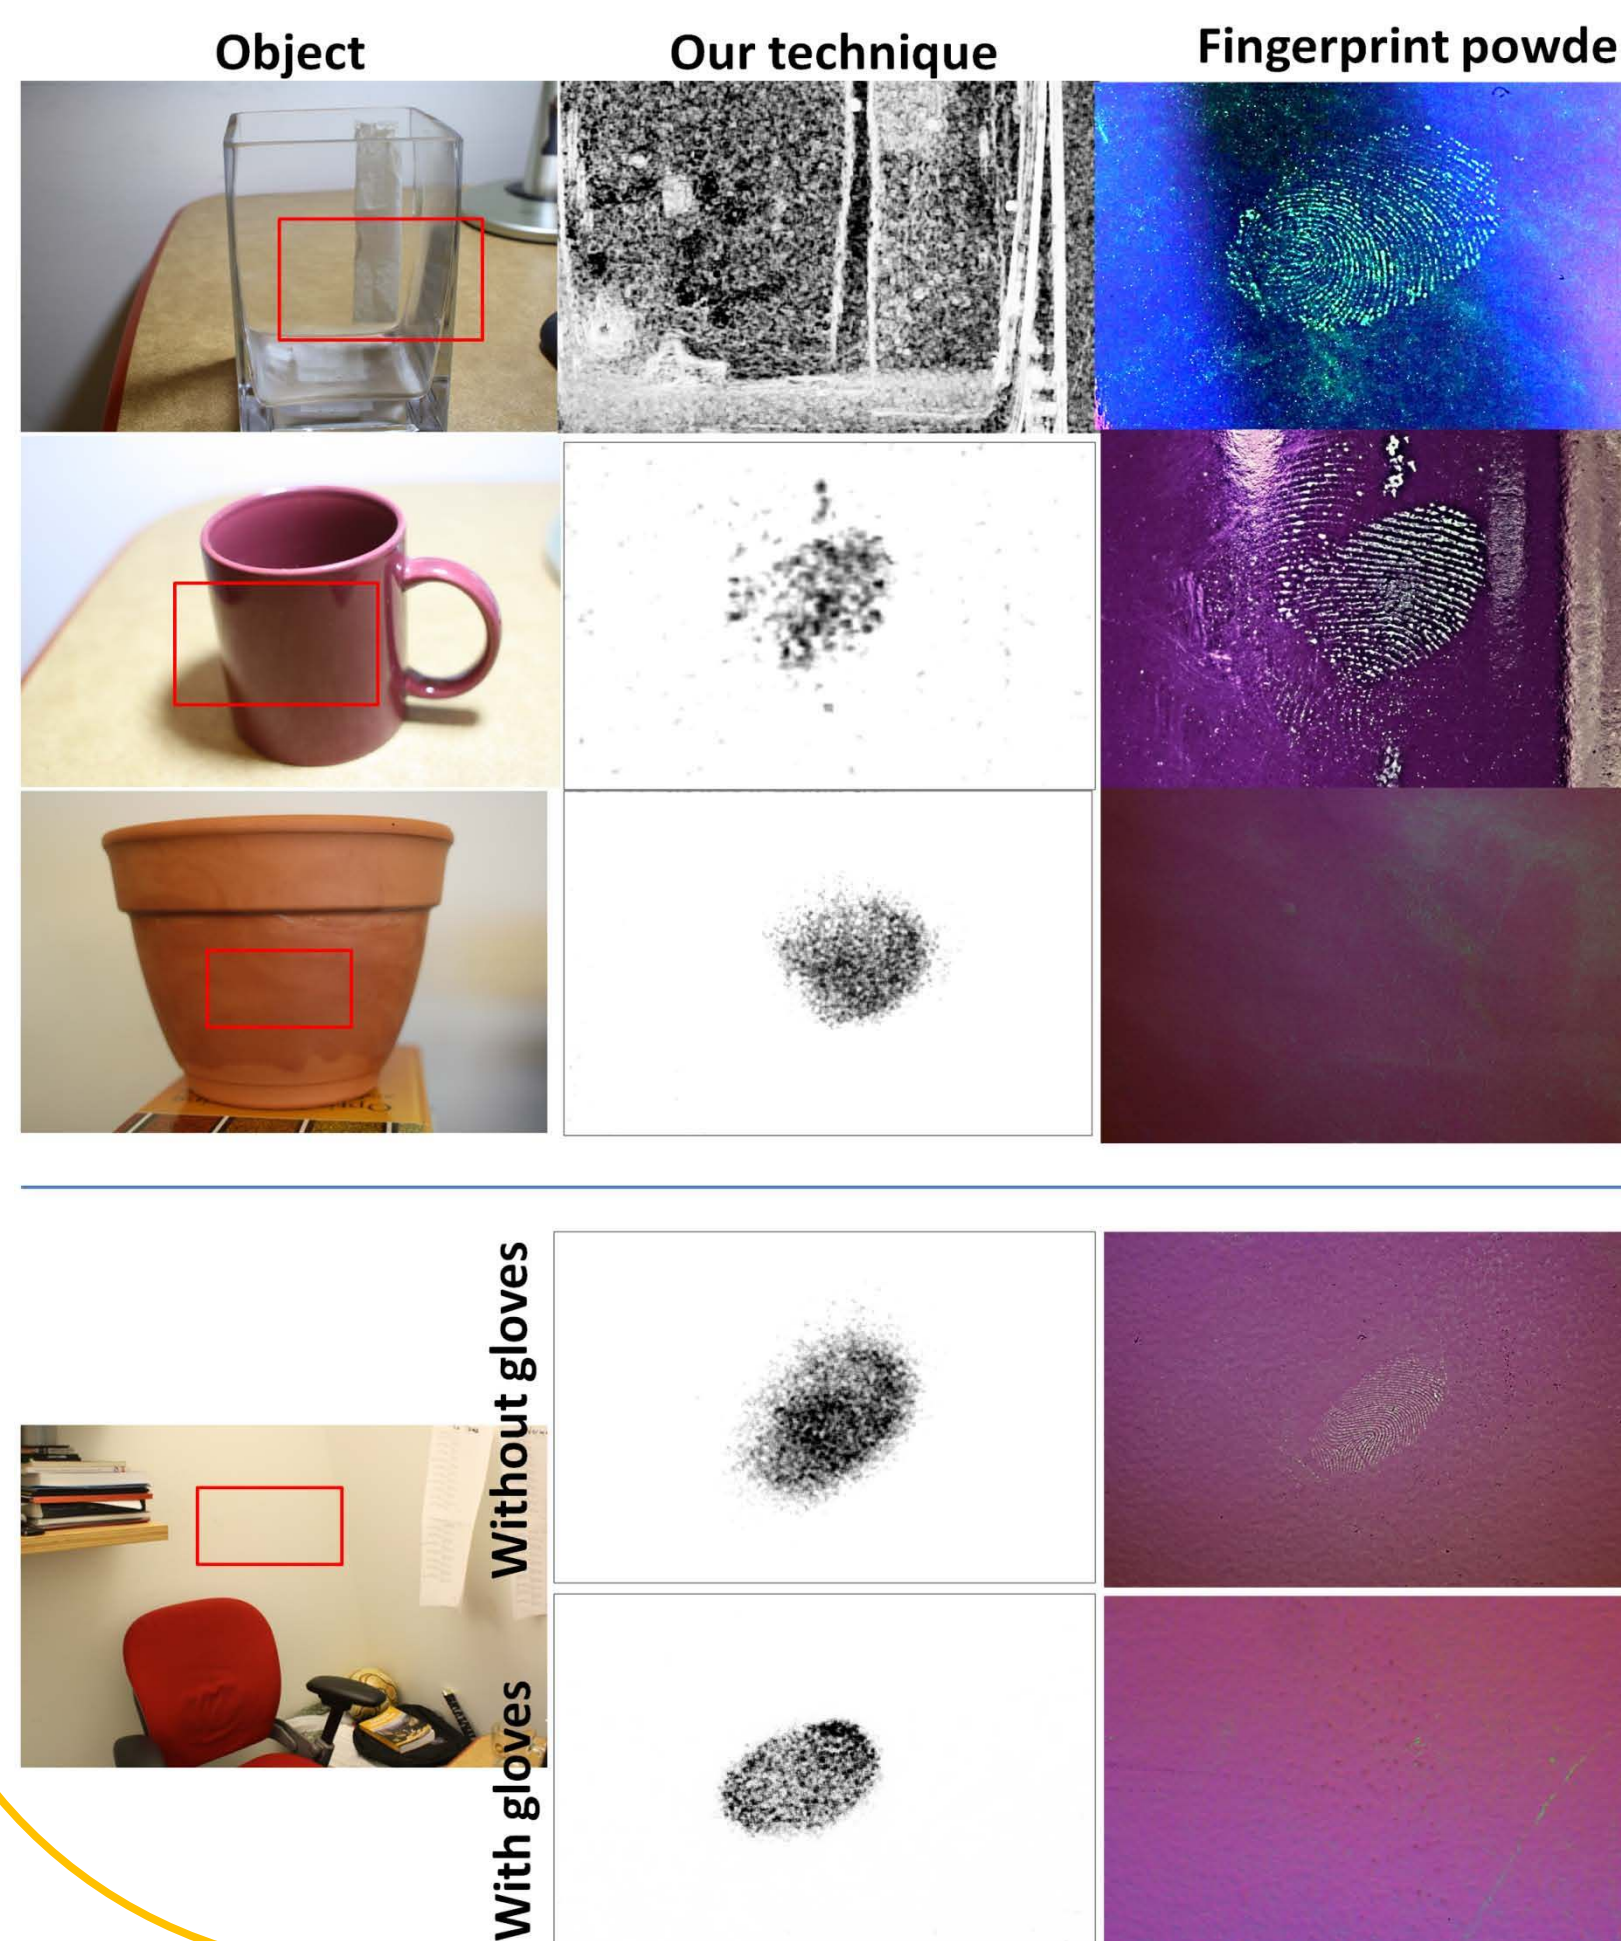 Object
Our technique
Fingerprint powde
Without gloves
With gloves